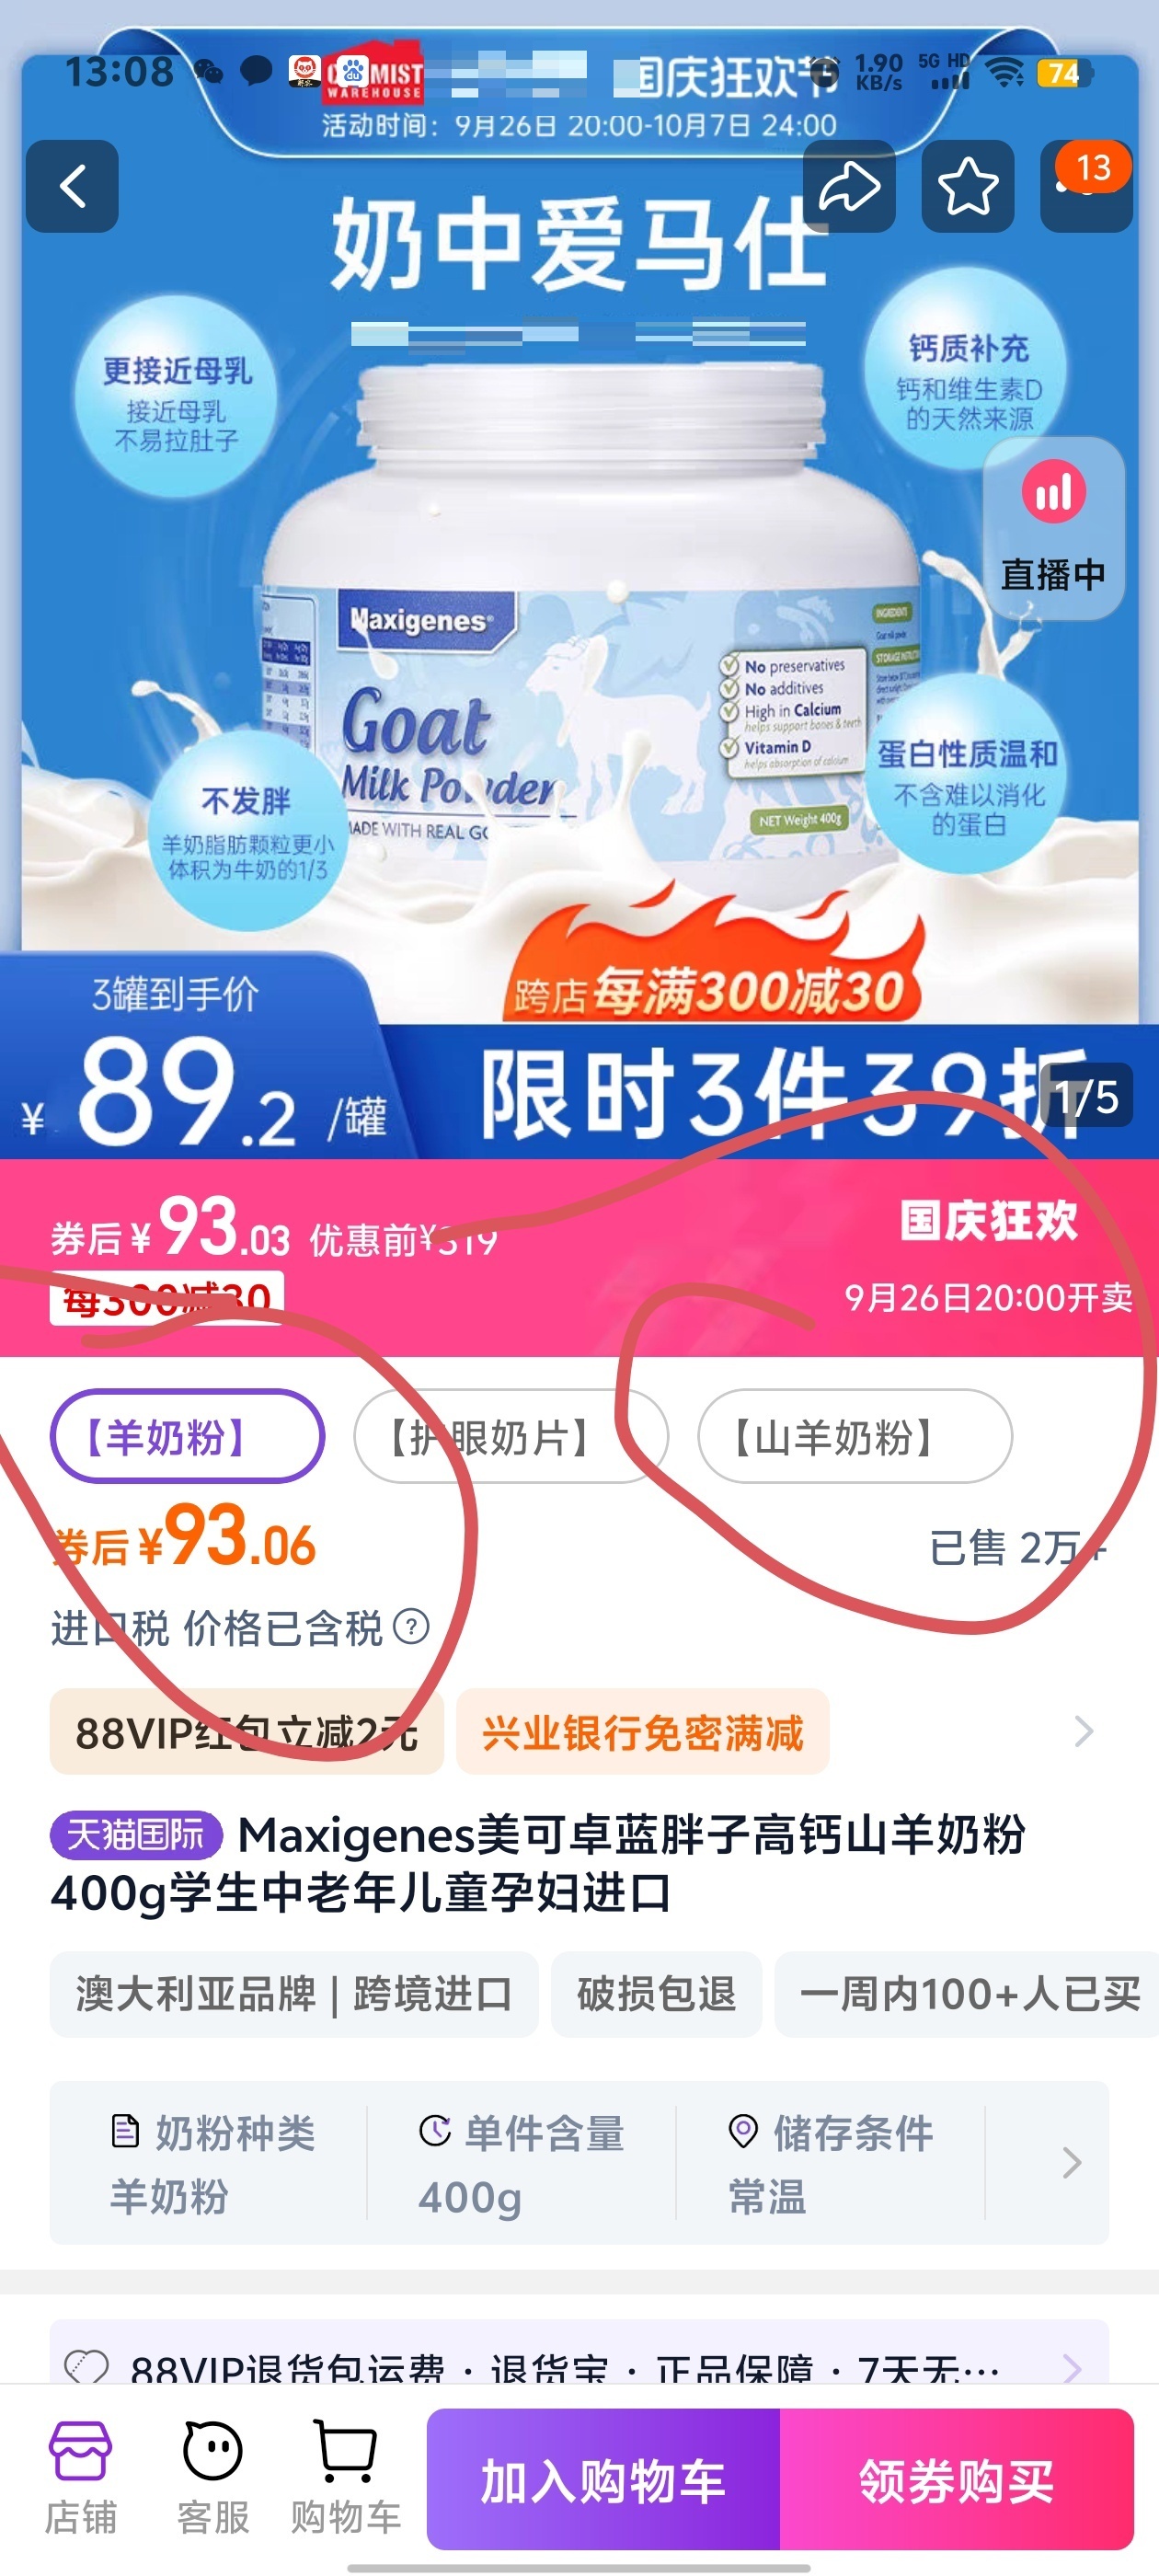 13:08
1.90 KB/s 5G HD 74
WAREHOUSE
国庆狂欢节
活动时间：9月26日 20:00-10月7日 24:00
13
奶中爱马仕
更接近母乳
接近母乳
不易拉肚子
钙质补充
钙和维生素D
的天然来源
直播中
Maxigenes®
Goat
Milk Powder
No preservatives
No additives
High in Calcium
helps support bones & teeth
Vitamin D
helps absorption of calcium
NET Weight 400g
INGREDIENTS
Goat milk powder
不发胖
羊奶脂肪颗粒更小
体积为牛奶的1/3
蛋白性质温和
不含难以消化
的蛋白
跨店每满300减30
3罐到手价
¥89.2/罐
限时3件39折
1/5
券后¥93.03 优惠前¥319
国庆狂欢
每300减30
9月26日20:00开卖
【羊奶粉】
【护眼奶片】
【山羊奶粉】
券后¥93.06
已售 2万+
进口税 价格已含税 ?
88VIP红包立减2元
兴业银行免密满减
天猫国际 Maxigenes美可卓蓝胖子高钙山羊奶粉
400g学生中老年儿童孕妇进口
澳大利亚品牌 | 跨境进口
破损包退
一周内100+人已买
奶粉种类
单件含量
储存条件
羊奶粉
400g
常温
88VIP退货包运费 · 退货宝 · 正品保障 · 7天无…
店铺
客服
购物车
加入购物车
领券购买